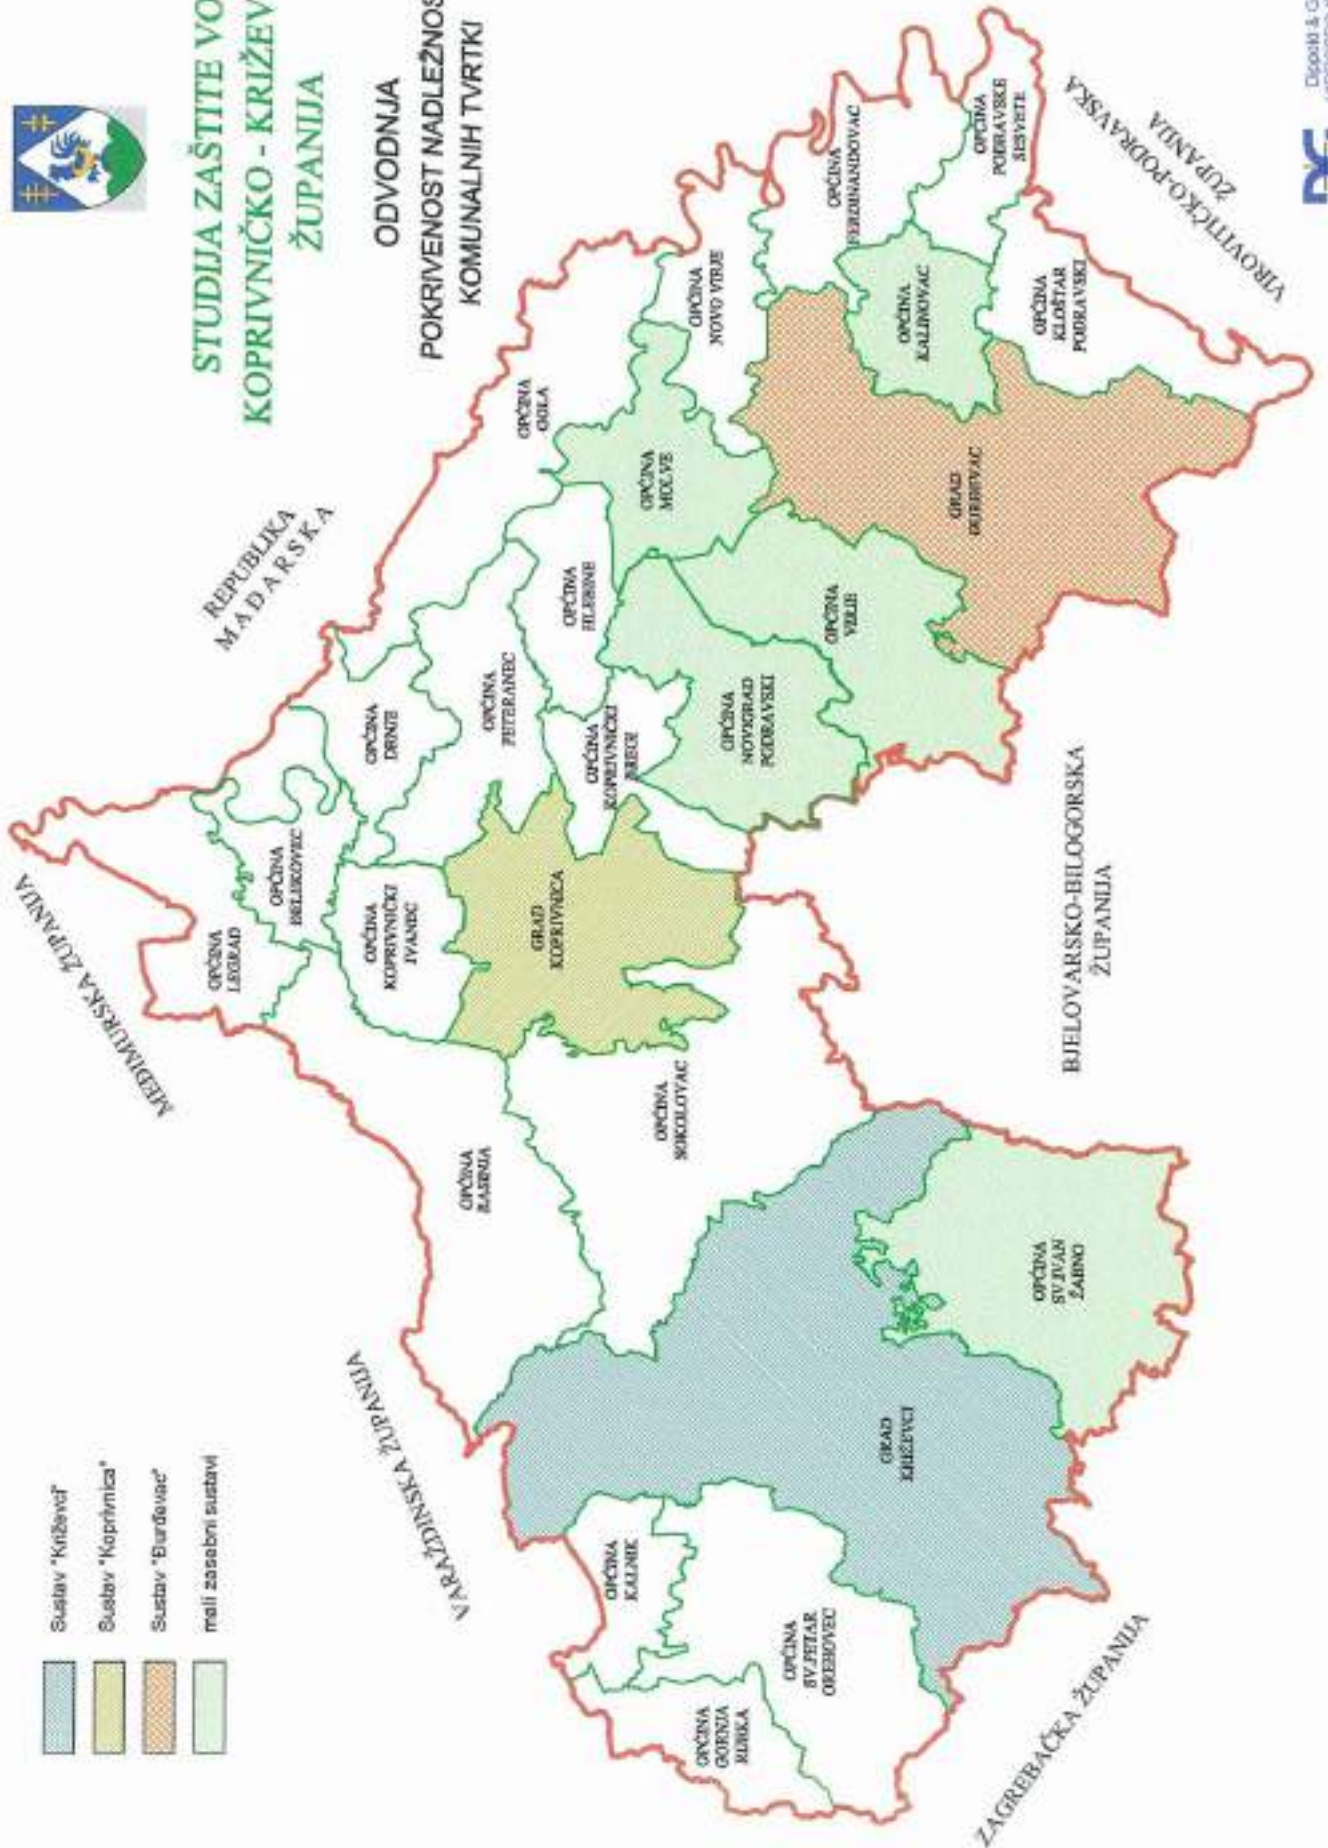 STUDIJA ZAŠTITE VO
KOPRIVNIČKO - KRIŽEV
ŽUPANIJA
ODVODNJA
POKRIVENOST NADLEŽNOS
KOMUNALNIH TVRTKI
Sustav "Križevci"
Sustav "Koprivnica"
Sustav "Đurđevac"
mali zasebni sustavi
MEĐIMURSKA ŽUPANIJA
REPUBLIKA
MAĐARSKA
VARAŽDINSKA ŽUPANIJA
ZAGREBAČKA ŽUPANIJA
BJELOVARSKO-BILOGORSKA
ŽUPANIJA
VIROVITIČKO-PODRAVSKA
ŽUPANIJA
OPĆINA
LEGRAD
OPĆINA
ĐELEKOVEC
OPĆINA
DRNJE
OPĆINA
KOPRIVNIČKI
IVANEC
OPĆINA
PETERANEC
OPĆINA
GOLA
OPĆINA
HLEBINE
OPĆINA
KOPRIVNIČKI
BREGI
GRAD
KOPRIVNICA
OPĆINA
RASINJA
OPĆINA
SOKOLOVAC
OPĆINA
NOVIGRAD
PODRAVSKI
OPĆINA
MOLVE
OPĆINA
VIRJE
OPĆINA
NOVO VIRJE
GRAD
ĐURĐEVAC
OPĆINA
FERDINANDOVAC
OPĆINA
KALINOVAC
OPĆINA
PODRAVSKE
SESVETE
OPĆINA
KLOŠTAR
PODRAVSKI
GRAD
KRIŽEVCI
OPĆINA
SV.IVAN
ŽABNO
OPĆINA
KALNIK
OPĆINA
SV.PETAR
OREHOVEC
OPĆINA
GORNJA
RIJEKA
Dippold & G